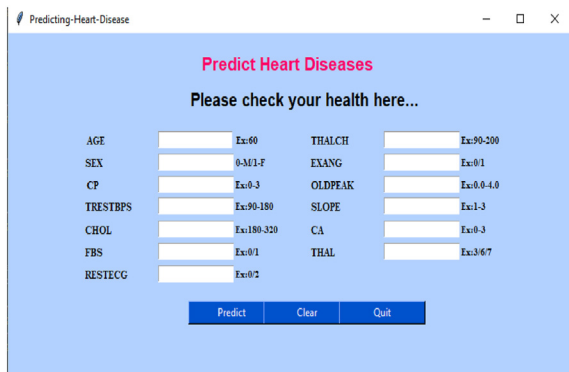 Predicting-Heart-Disease
Predict Heart Diseases
Please check your health here...
AGE Ex:60 THALCH Ex:90-200
SEX 0-M/1-F EXANG Ex:0/1
CP Ex:0-3 OLDPEAK Ex:0.0-4.0
TRESTBPS Ex:90-180 SLOPE Ex:1-3
CHOL Ex:180-320 CA Ex:0-3
FBS Ex:0/1 THAL Ex:3/6/7
RESTECG Ex:0/2
Predict Clear Quit